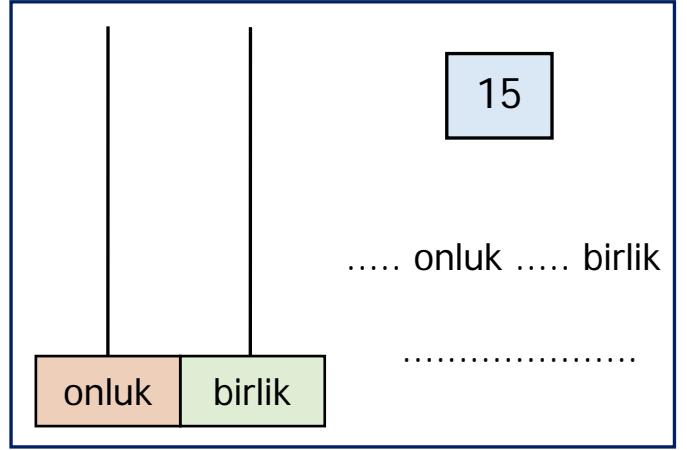 15
..... onluk ..... birlik
.....................
onluk birlik